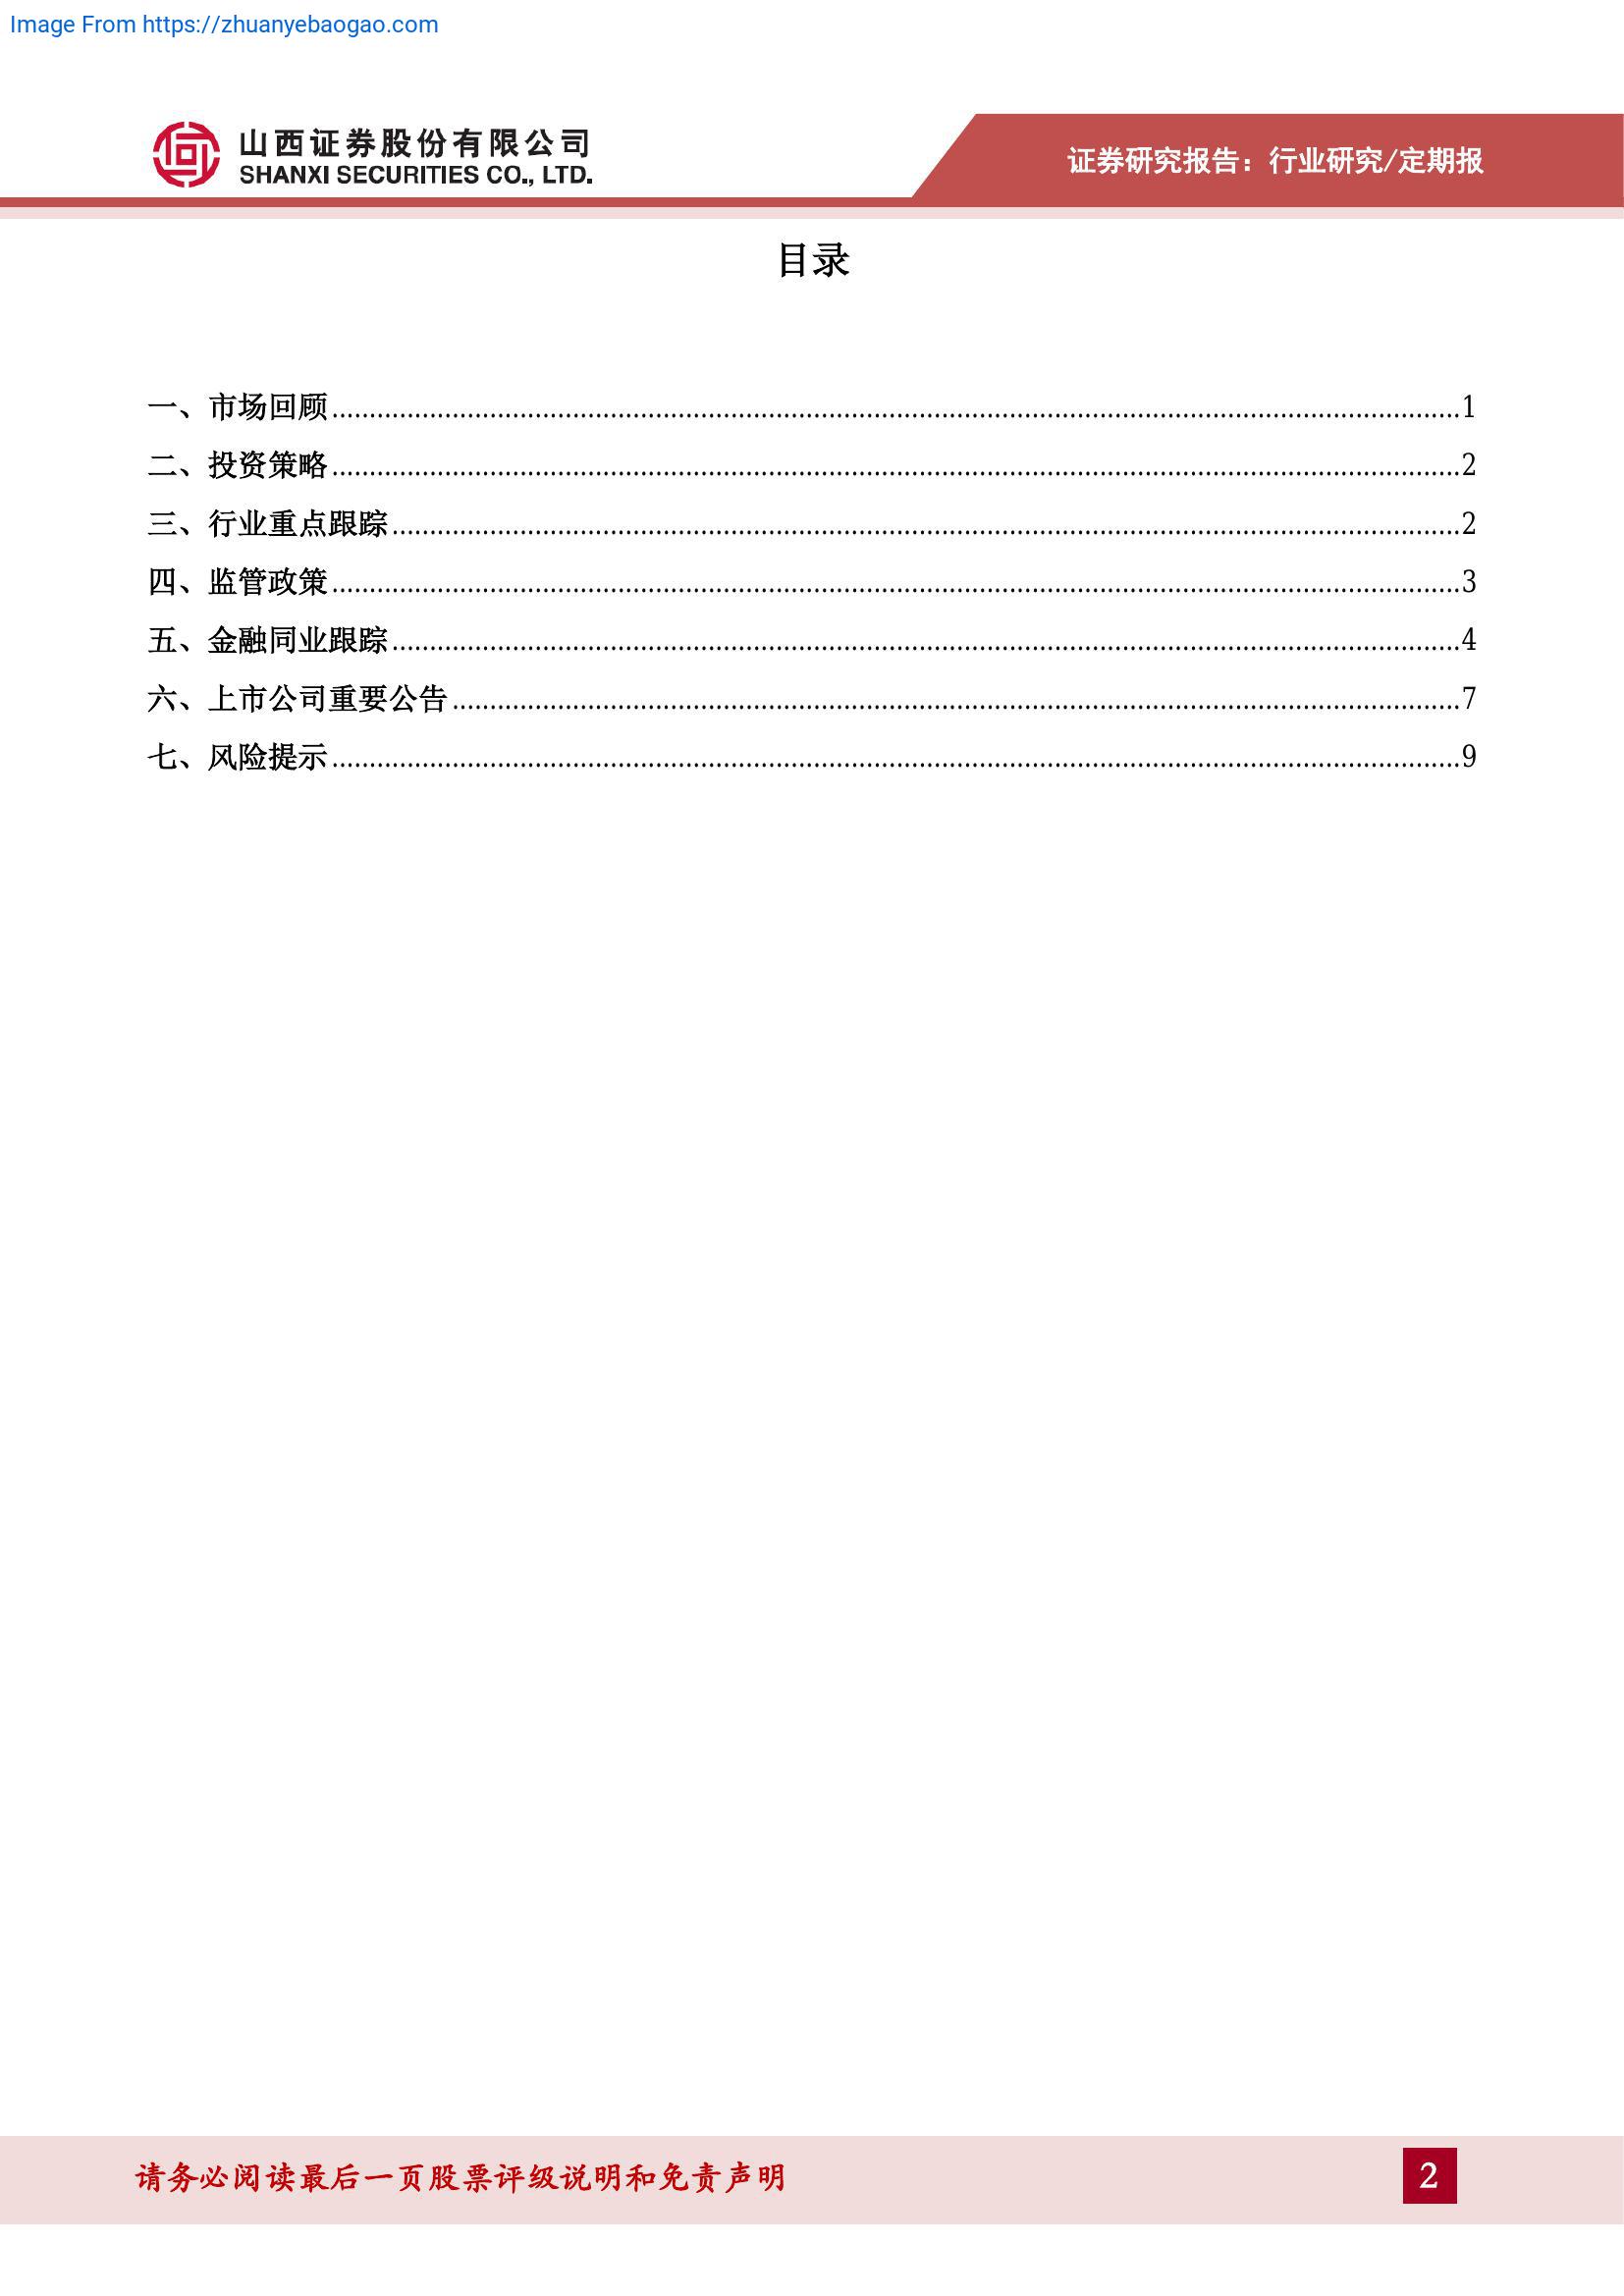 Image From https://zhuanyebaogao.com
山西证券股份有限公司
SHANXI SECURITIES CO., LTD.
证券研究报告：行业研究/定期报
目录
一、市场回顾........................................1
二、投资策略........................................2
三、行业重点跟踪........................................2
四、监管政策........................................3
五、金融同业跟踪........................................4
六、上市公司重要公告........................................7
七、风险提示........................................9
请务必阅读最后一页股票评级说明和免责声明
2